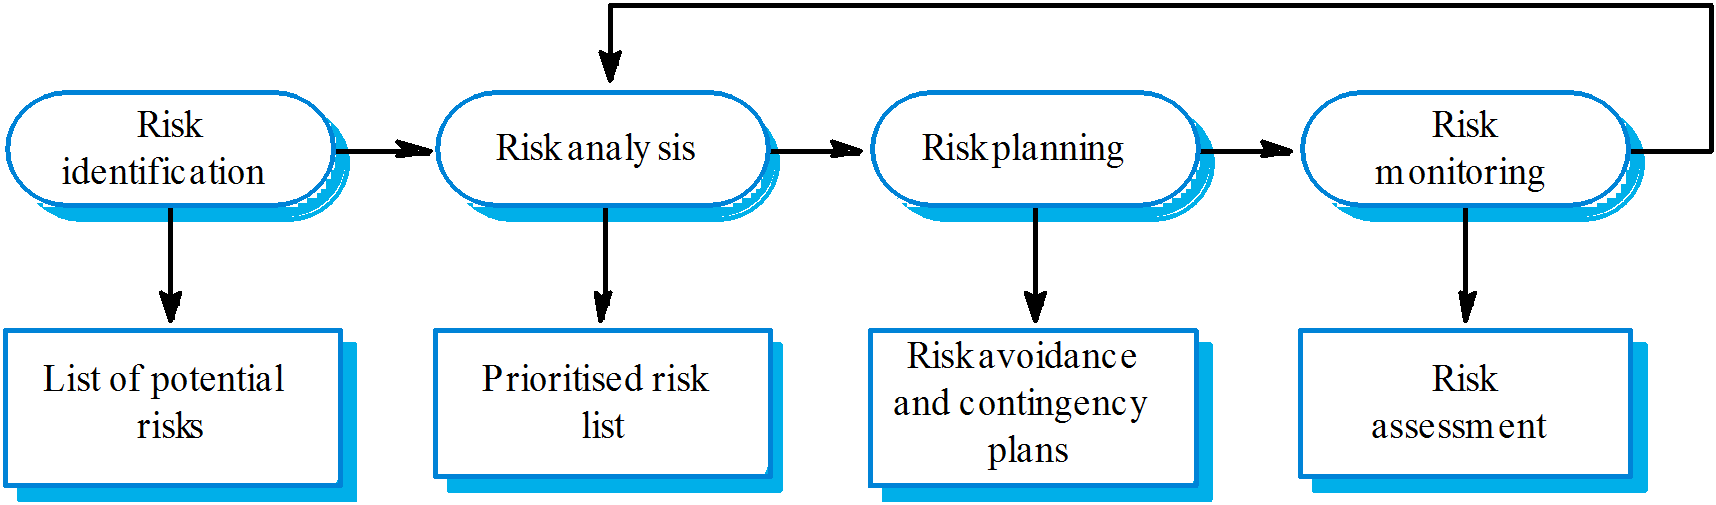 Risk
identification
Risk analysis
Risk planning
Risk
monitoring
List of potential
risks
Prioritised risk
list
Risk avoidance
and contingency
plans
Risk
assessment